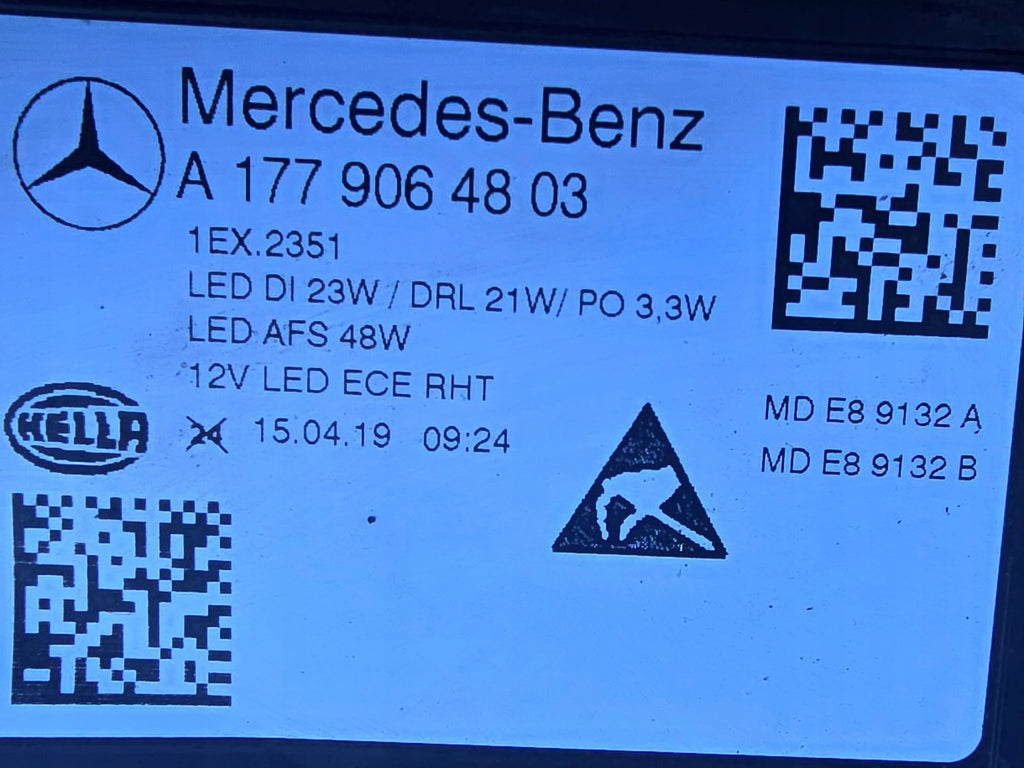 Mercedes-Benz
A 177 906 48 03
1EX.2351
LED DI 23W / DRL 21W/ PO 3,3W
LED AFS 48W
12V LED ECE RHT
HELLA
24 15.04.19 09:24
MD E8 9132 A
MD E8 9132 B